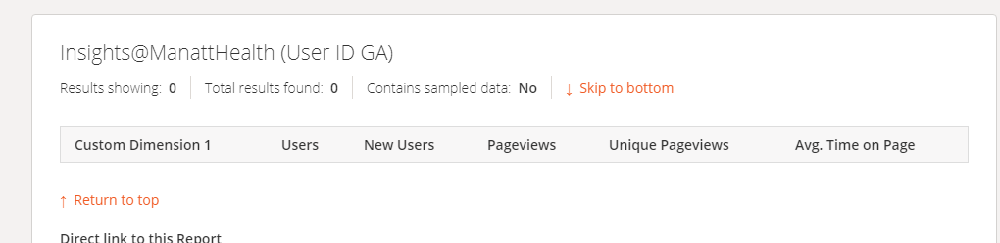 Insights@ManattHealth (User ID GA)
Results showing: 0 Total results found: 0 Contains sampled data: No ↓ Skip to bottom
Custom Dimension 1 Users New Users Pageviews Unique Pageviews Avg. Time on Page
↑ Return to top
Direct link to this Report